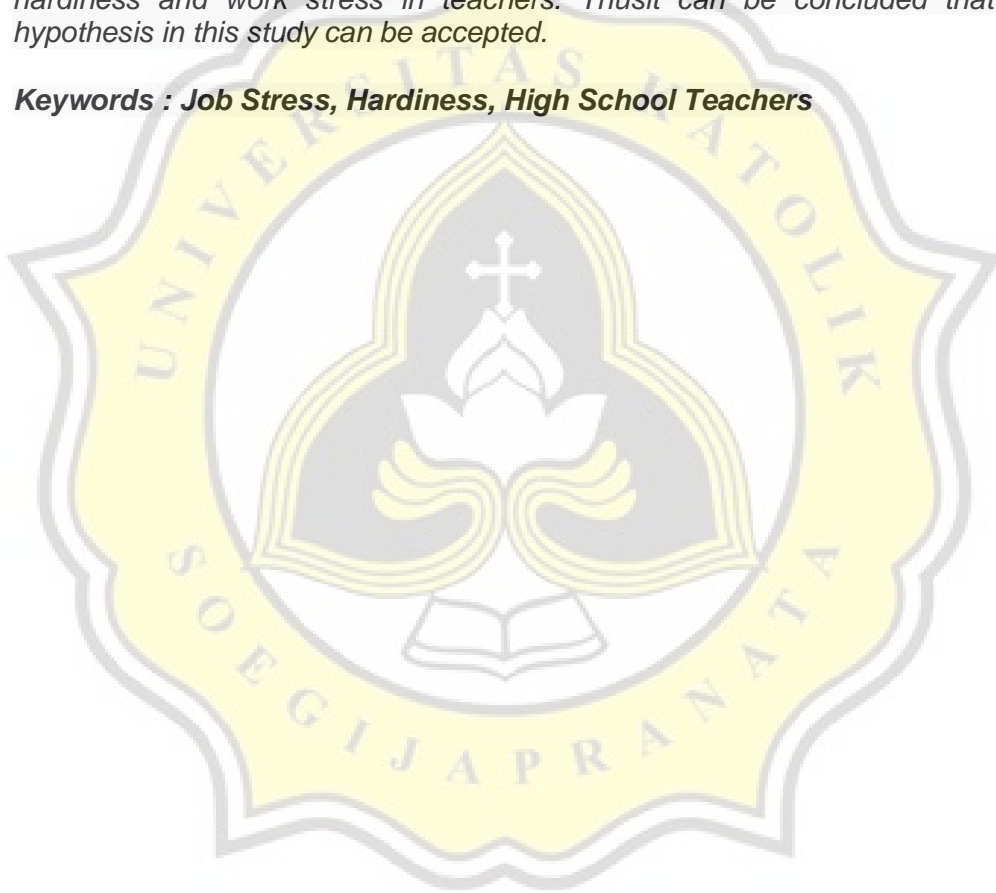 hardiness and work stress in teachers. Thusit can be concluded that
hypothesis in this study can be accepted.
Keywords : Job Stress, Hardiness, High School Teachers
UNIVERSITAS KATOLIK
SOEGIJAPRANATA